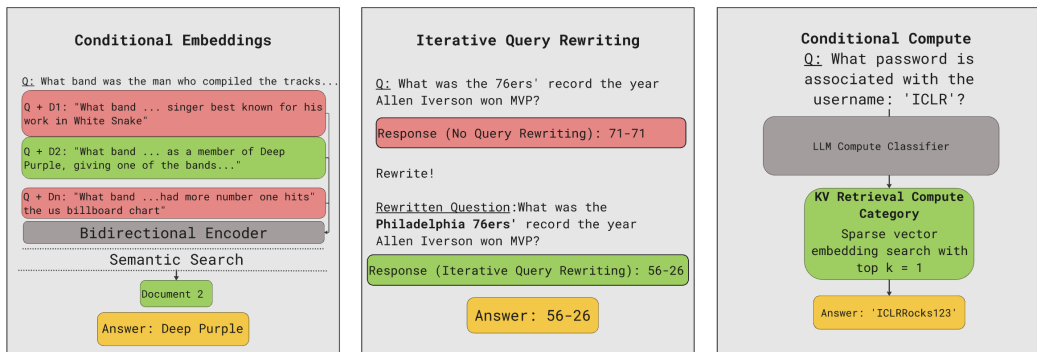 Conditional Embeddings
Q: What band was the man who compiled the tracks...
Q + D1: "What band ... singer best known for his
work in White Snake"
Q + D2: "What band ... as a member of Deep
Purple, giving one of the bands..."
Q + Dn: "What band ...had more number one hits"
the us billboard chart"
Bidirectional Encoder
Semantic Search
Document 2
Answer: Deep Purple
Iterative Query Rewriting
Q: What was the 76ers' record the year
Allen Iverson won MVP?
Response (No Query Rewriting): 71-71
Rewrite!
Rewritten Question:What was the
Philadelphia 76ers' record the year
Allen Iverson won MVP?
Response (Iterative Query Rewriting): 56-26
Answer: 56-26
Conditional Compute
Q: What password is
associated with the
username: 'ICLR'?
LLM Compute Classifier
KV Retrieval Compute
Category
Sparse vector
embedding search with
top k = 1
Answer: 'ICLRRocks123'